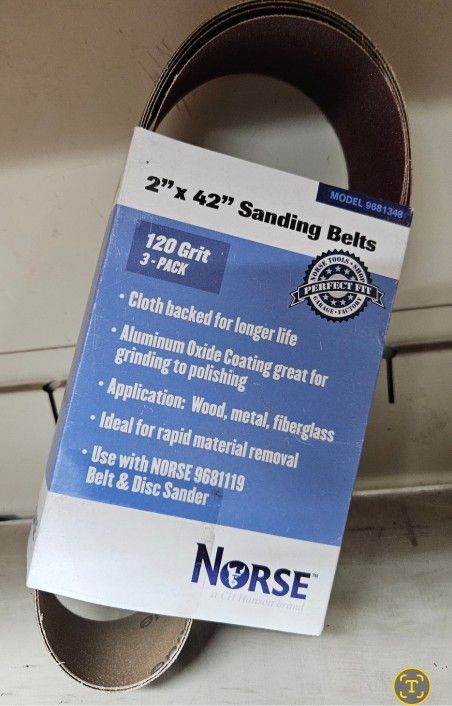 MODEL 9681348
2" x 42" Sanding Belts
120 Grit
3 - PACK
NORSE TOOLS • SHOP
PERFECT FIT
GARAGE • FACTORY
• Cloth backed for longer life
• Aluminum Oxide Coating great for
grinding to polishing
• Application: Wood, metal, fiberglass
• Ideal for rapid material removal
• Use with NORSE 9681119
Belt & Disc Sander
NORSE™
a CH Hanson brand
T